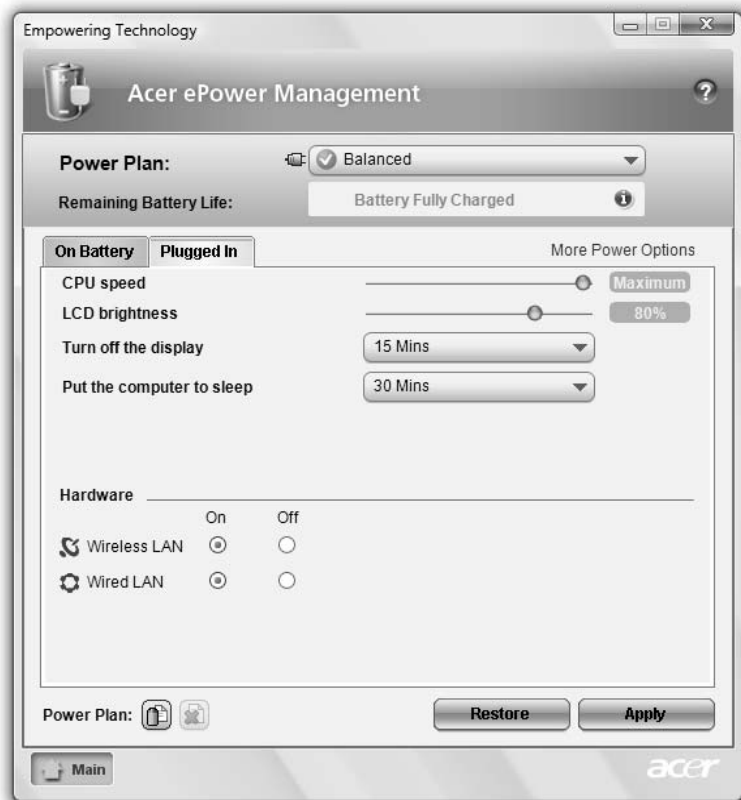 Empowering Technology
Acer ePower Management
?
Power Plan: Balanced
Remaining Battery Life: Battery Fully Charged i
On Battery Plugged In More Power Options
CPU speed Maximum
LCD brightness 80%
Turn off the display 15 Mins
Put the computer to sleep 30 Mins
Hardware
On Off
Wireless LAN
Wired LAN
Power Plan: Restore Apply
Main acer